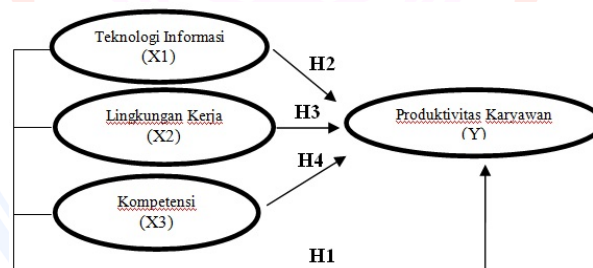 Teknologi Informasi
(X1)
H2
Lingkungan Kerja
(X2)
H3
Produktivitas Karyawan
(Y)
H4
Kompetensi
(X3)
H1